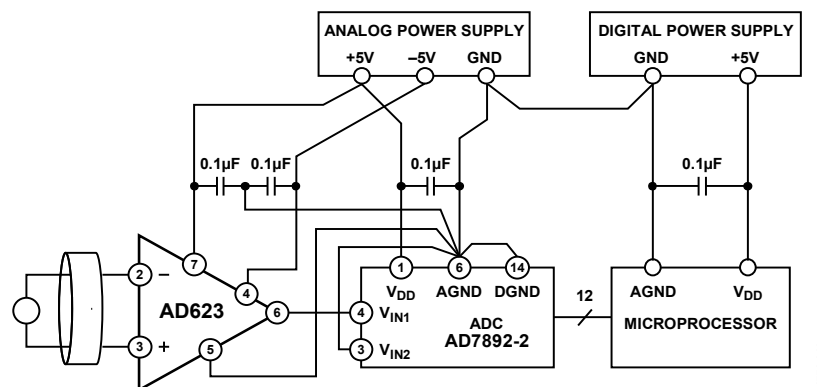 ANALOG POWER SUPPLY
+5V –5V GND
DIGITAL POWER SUPPLY
GND +5V
0.1µF 0.1µF 0.1µF 0.1µF
2 –
3 +
7
4
6
5
AD623
1 6 14
VDD AGND DGND
4 VIN1
3 VIN2
ADC
AD7892-2
12
AGND VDD
MICROPROCESSOR